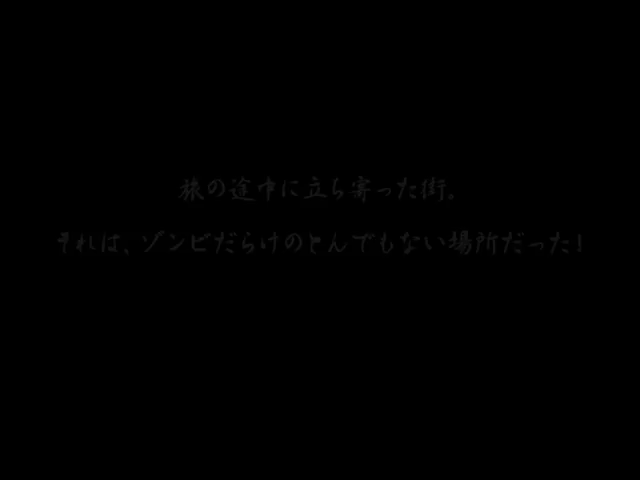 旅の途中に立ち寄った街。
それは、ゾンビだらけのとんでもない場所だった！